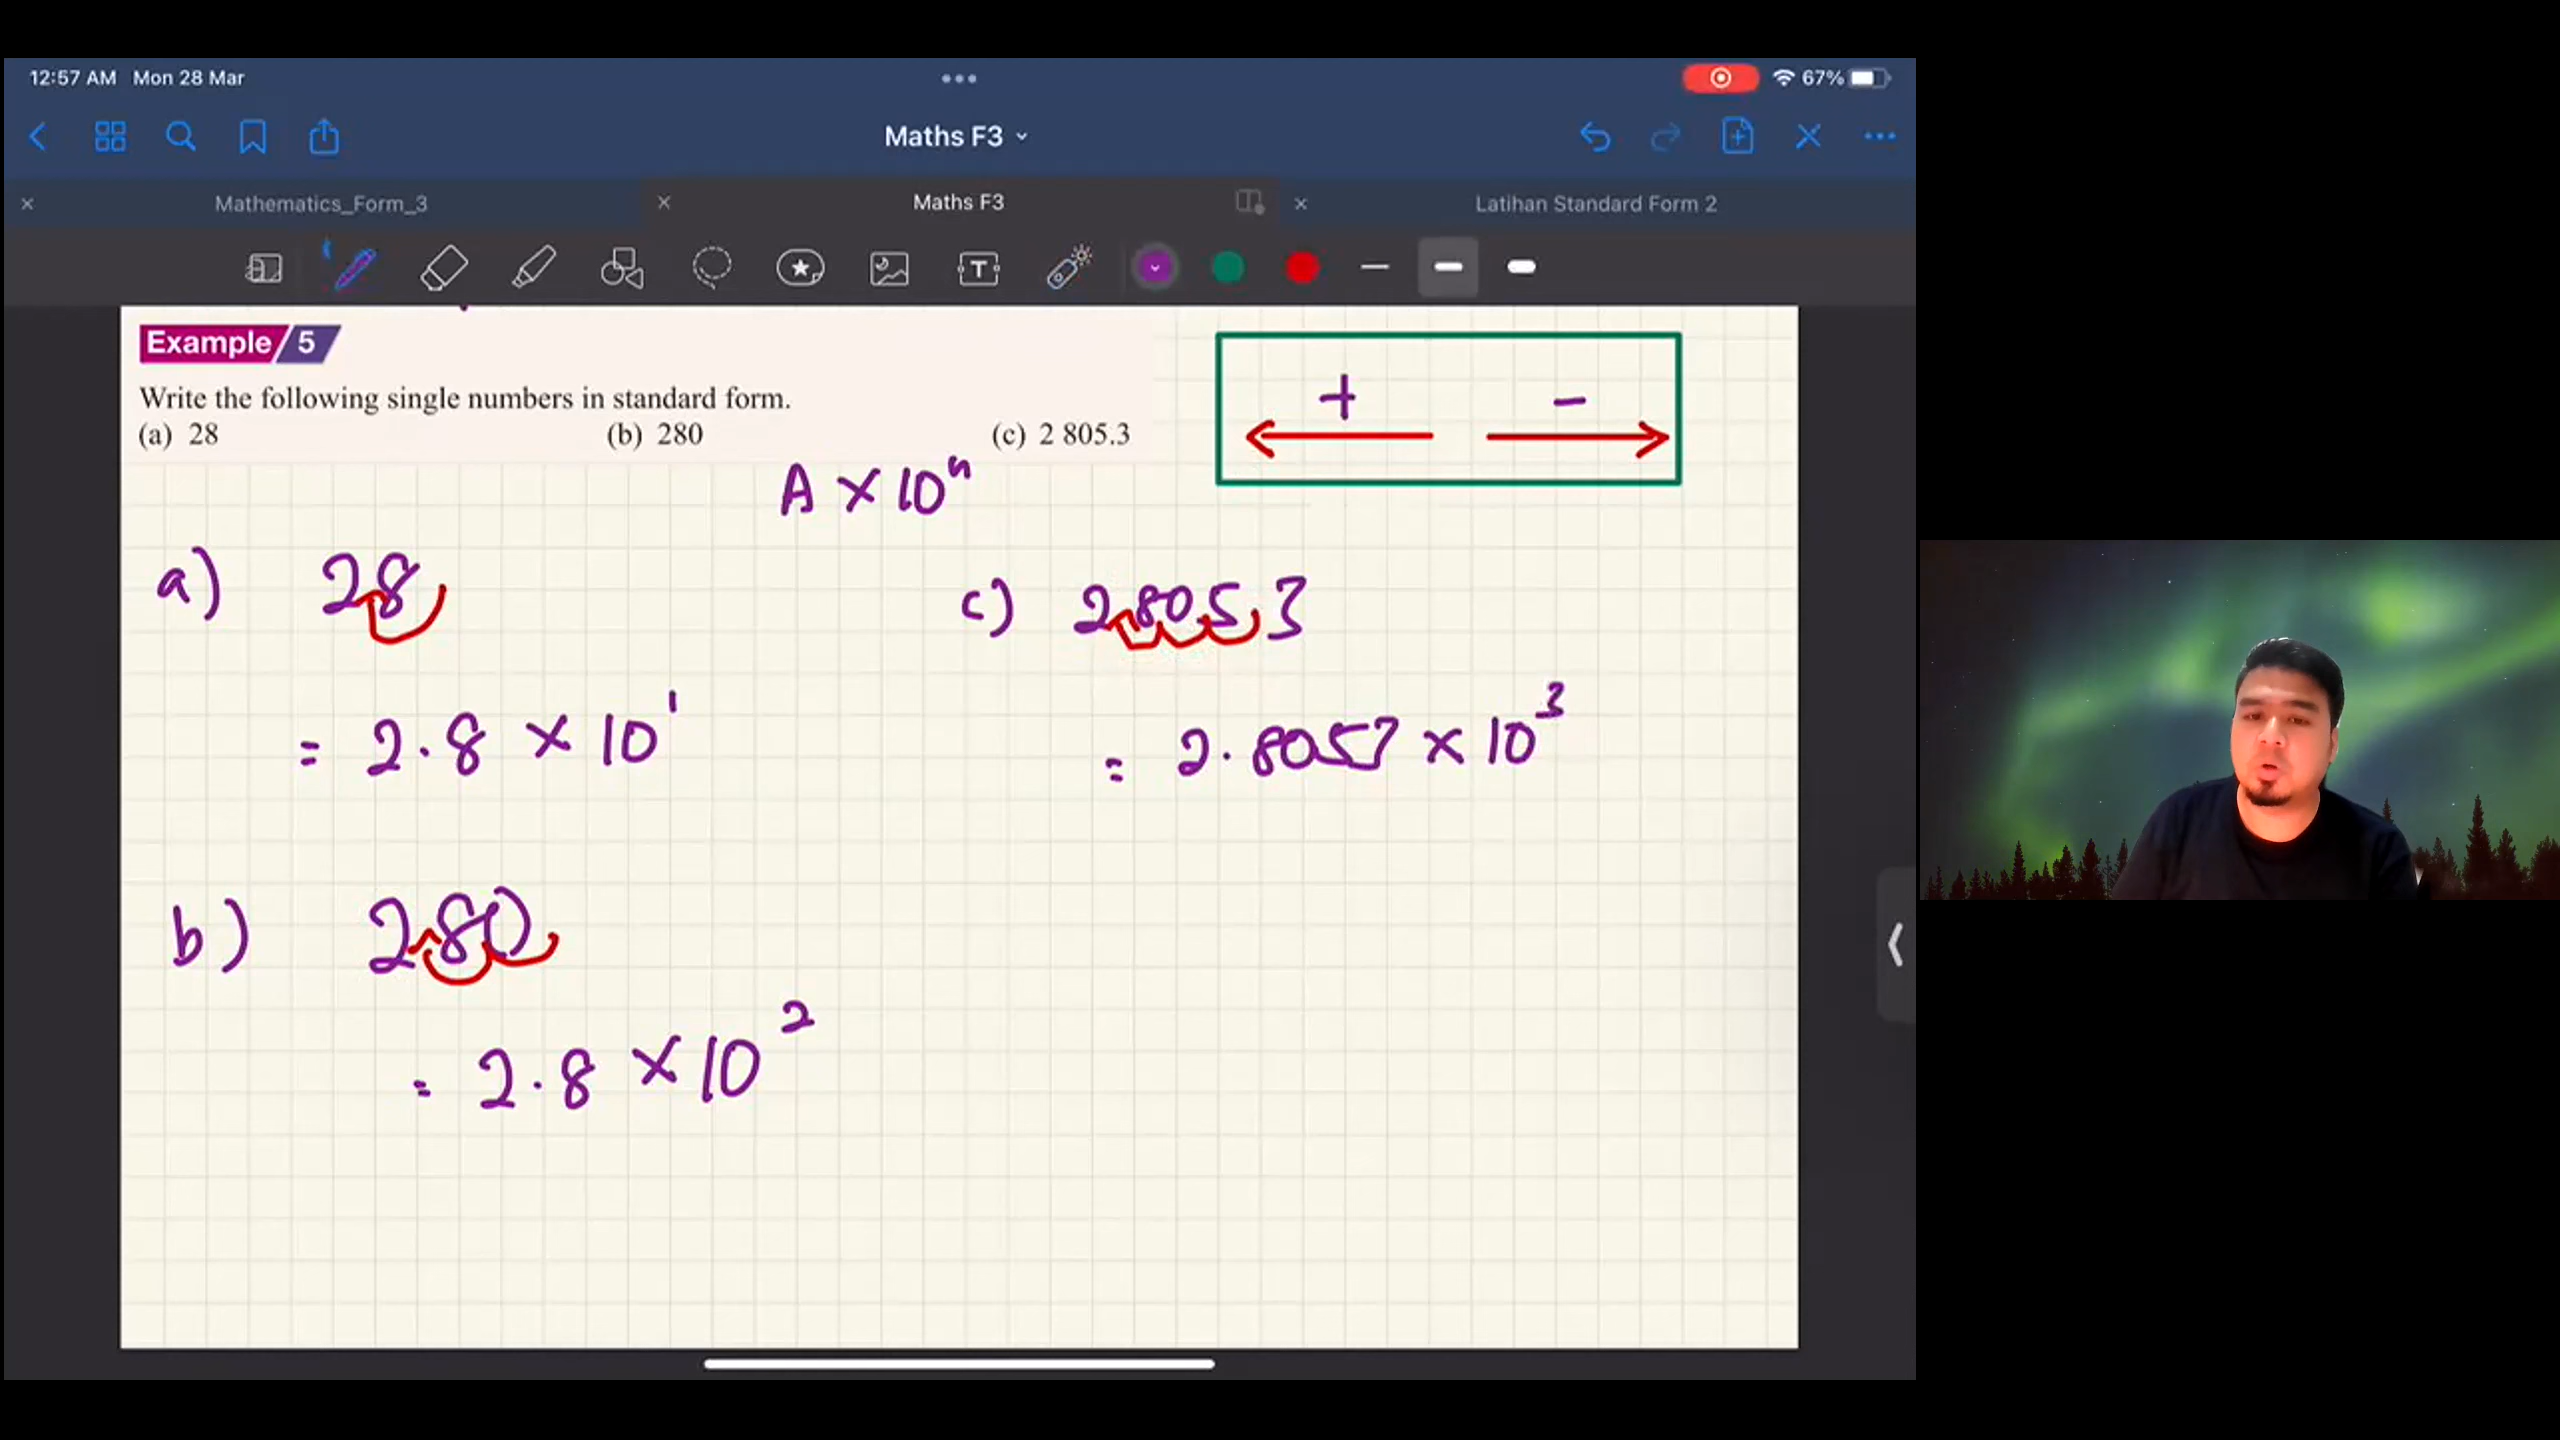 12:57 AM Mon 28 Mar
67%
Maths F3
Mathematics_Form_3
Maths F3
Latihan Standard Form 2
T
Example 5
Write the following single numbers in standard form.
(a) 28 (b) 280 (c) 2 805.3
+ -
A × 10ⁿ
a) 28
= 2.8 × 10¹
b) 280
= 2.8 × 10²
c) 2805 3
= 2.8053 × 10³